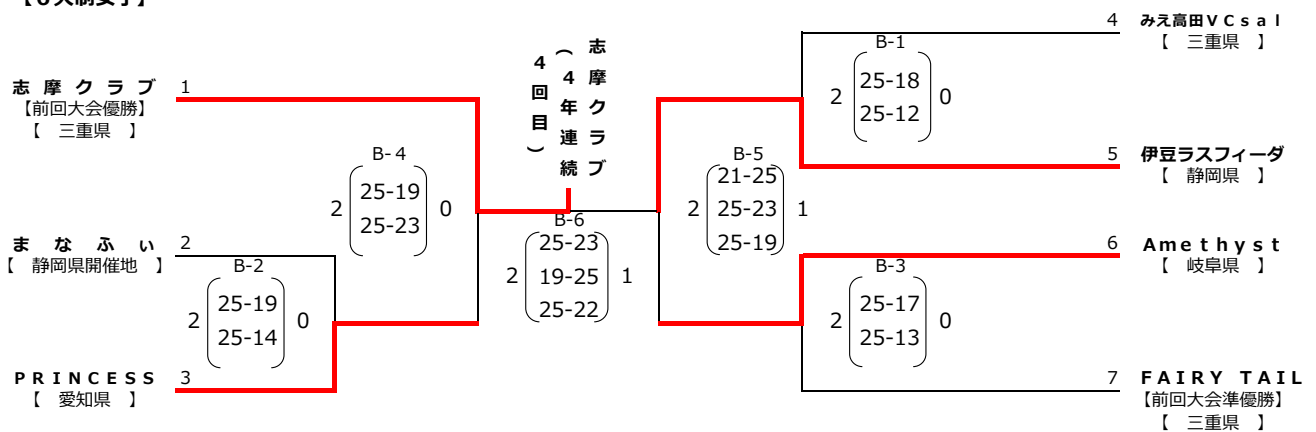 志摩クラブ 1
【前回大会優勝】
【 三重県 】
まなふぃ 2
【 静岡県開催地 】
PRINCESS 3
【 愛知県 】
B-2
2 25-19 0
25-14
B-4
2 25-19 0
25-23
志摩クラブ
(4年連続
4回目)
B-6
25-23
2 19-25 1
25-22
B-5
21-25
2 25-23 1
25-19
B-1
2 25-18 0
25-12
B-3
2 25-17 0
25-13
4 みえ高田VCsal
【 三重県 】
5 伊豆ラスフィーダ
【 静岡県 】
6 Amethyst
【 岐阜県 】
7 FAIRY TAIL
【前回大会準優勝】
【 三重県 】